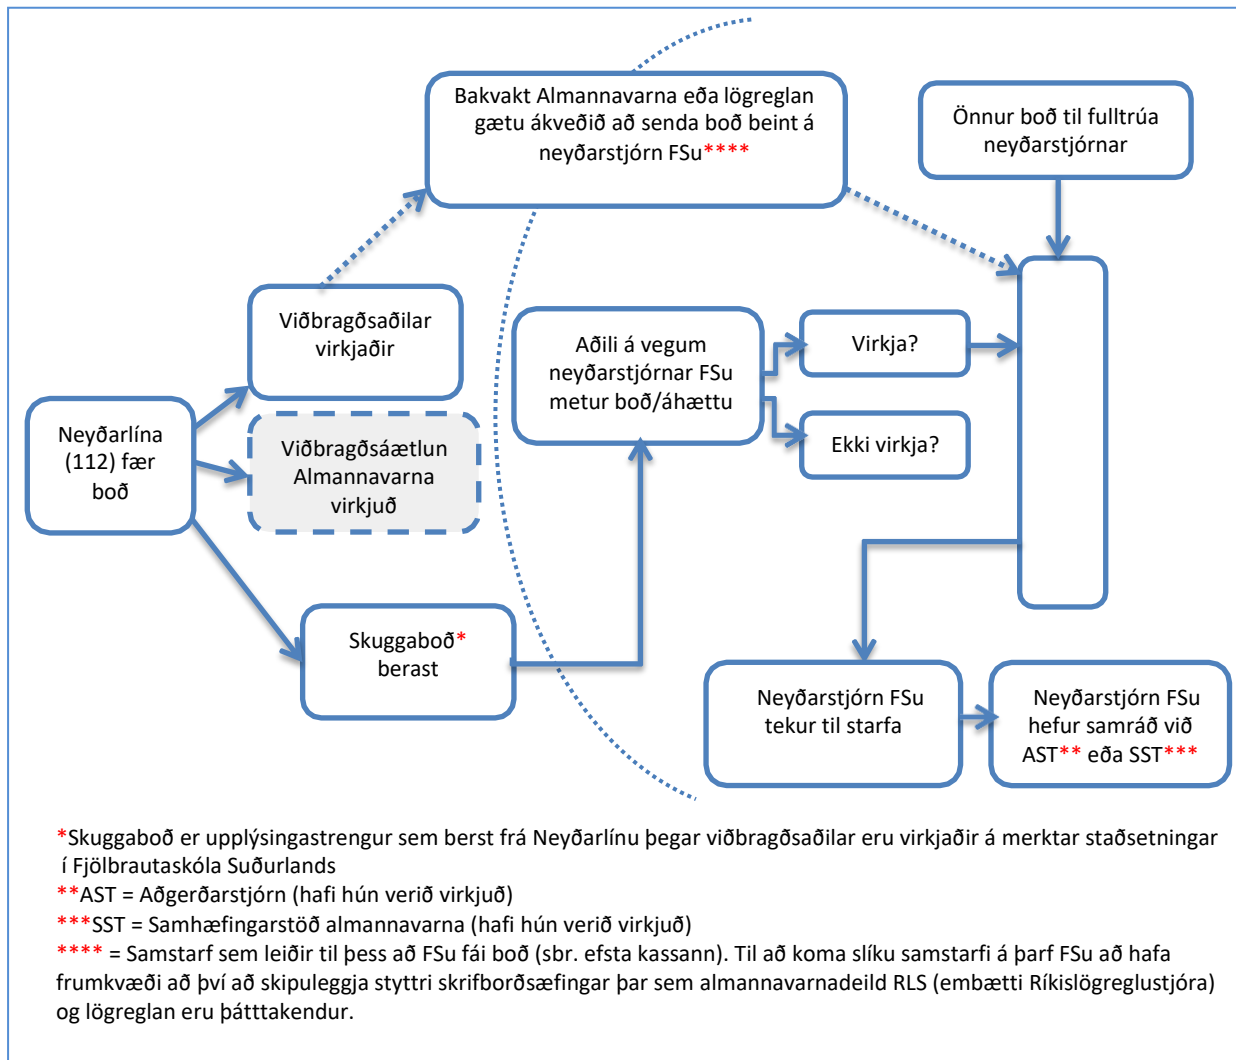 Bakvakt Almannavarna eða lögreglan
gætu ákveðið að senda boð beint á
neyðarstjórn FSu****
Önnur boð til fulltrúa
neyðarstjórnar
Viðbragðsaðilar
virkjaðir
Aðili á vegum
neyðarstjórnar FSu
metur boð/áhættu
Virkja?
Ekki virkja?
Neyðarlína
(112) fær
boð
Viðbragðsáætlun
Almannavarna
virkjuð
Skuggaboð*
berast
Neyðarstjórn FSu
tekur til starfa
Neyðarstjórn FSu
hefur samráð við
AST** eða SST***
*Skuggaboð er upplýsingastrengur sem berst frá Neyðarlínu þegar viðbragðsaðilar eru virkjaðir á merktar staðsetningar
í Fjölbrautaskóla Suðurlands
**AST = Aðgerðarstjórn (hafi hún verið virkjuð)
***SST = Samhæfingarstöð almannavarna (hafi hún verið virkjuð)
**** = Samstarf sem leiðir til þess að FSu fái boð (sbr. efsta kassann). Til að koma slíku samstarfi á þarf FSu að hafa
frumkvæði að því að skipuleggja styttri skrifborðsæfingar þar sem almannavarnadeild RLS (embætti Ríkislögreglustjóra)
og lögreglan eru þátttakendur.